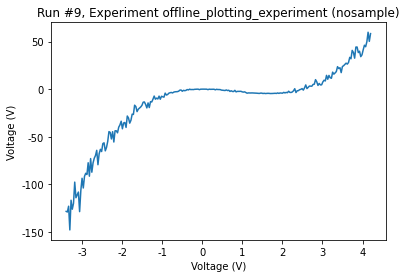 Run #9, Experiment offline_plotting_experiment (nosample)
50
0
-50
-100
-150
Voltage (V)
-3 -2 -1 0 1 2 3 4
Voltage (V)